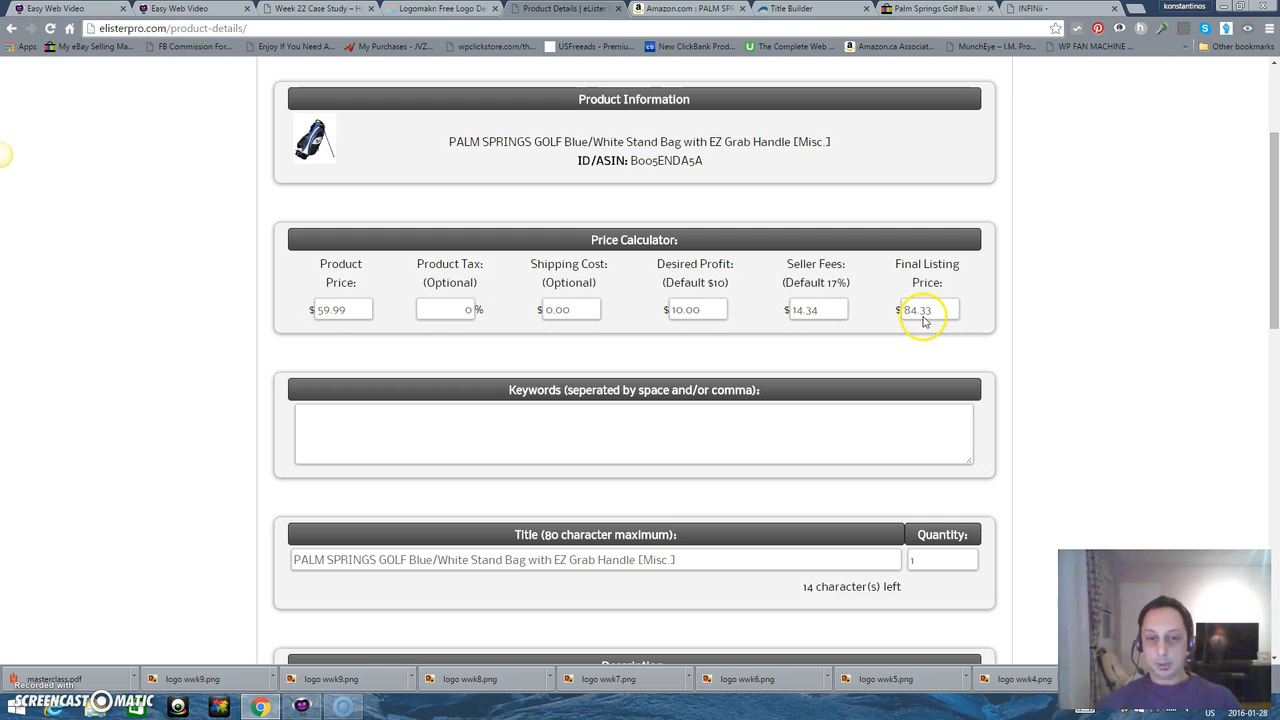 Easy Web Video
Easy Web Video
Week 22 Case Study – H
Logomakr: Free Logo De
Product Details | eLister
Amazon.com : PALM SPR
Title Builder
Palm Springs Golf Blue W
INFINii -
konstantinos
elisterpro.com/product-details/
Apps
My eBay Selling Ma...
FB Commission For...
Enjoy If You Need A...
My Purchases - JVZ...
wpclickstore.com/th...
USFreeads - Premiu...
New ClickBank Prod...
The Complete Web ...
Amazon.ca Associat...
MunchEye – I.M. Pro...
WP FAN MACHINE ...
»
Other bookmarks
Product Information
PALM SPRINGS GOLF Blue/White Stand Bag with EZ Grab Handle [Misc.]
ID/ASIN: B005ENDA5A
Price Calculator:
Product Price:
Product Tax: (Optional)
Shipping Cost: (Optional)
Desired Profit: (Default $10)
Seller Fees: (Default 17%)
Final Listing Price:
$ 59.99
0 %
$ 0.00
$ 10.00
$ 14.34
$ 84.33
Keywords (seperated by space and/or comma):
Title (80 character maximum):
Quantity:
PALM SPRINGS GOLF Blue/White Stand Bag with EZ Grab Handle [Misc.]
1
14 character(s) left
Description
masterclass.pdf
logo wwk9.png
logo wwk9.png
logo wwk8.png
logo wwk7.png
logo wwk6.png
logo wwk5.png
logo wwk4.png
Recorded with
SCREENCAST-O-MATIC
US
2016-01-28